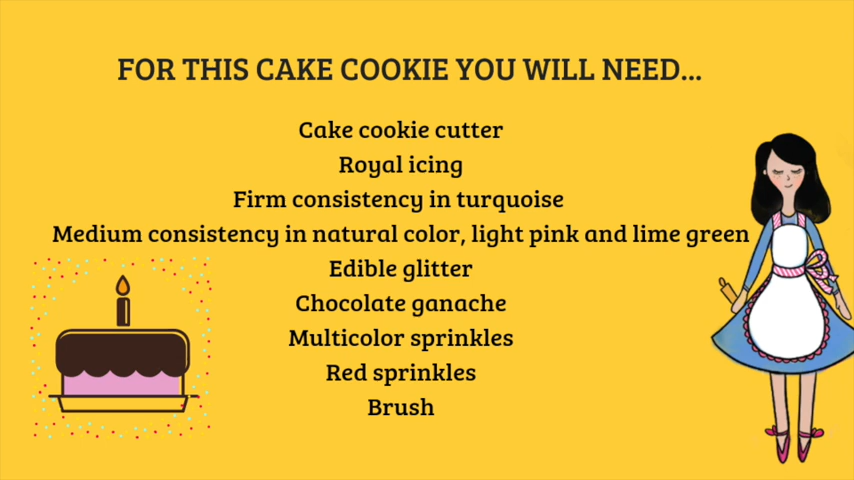 FOR THIS CAKE COOKIE YOU WILL NEED...
Cake cookie cutter
Royal icing
Firm consistency in turquoise
Medium consistency in natural color, light pink and lime green
Edible glitter
Chocolate ganache
Multicolor sprinkles
Red sprinkles
Brush